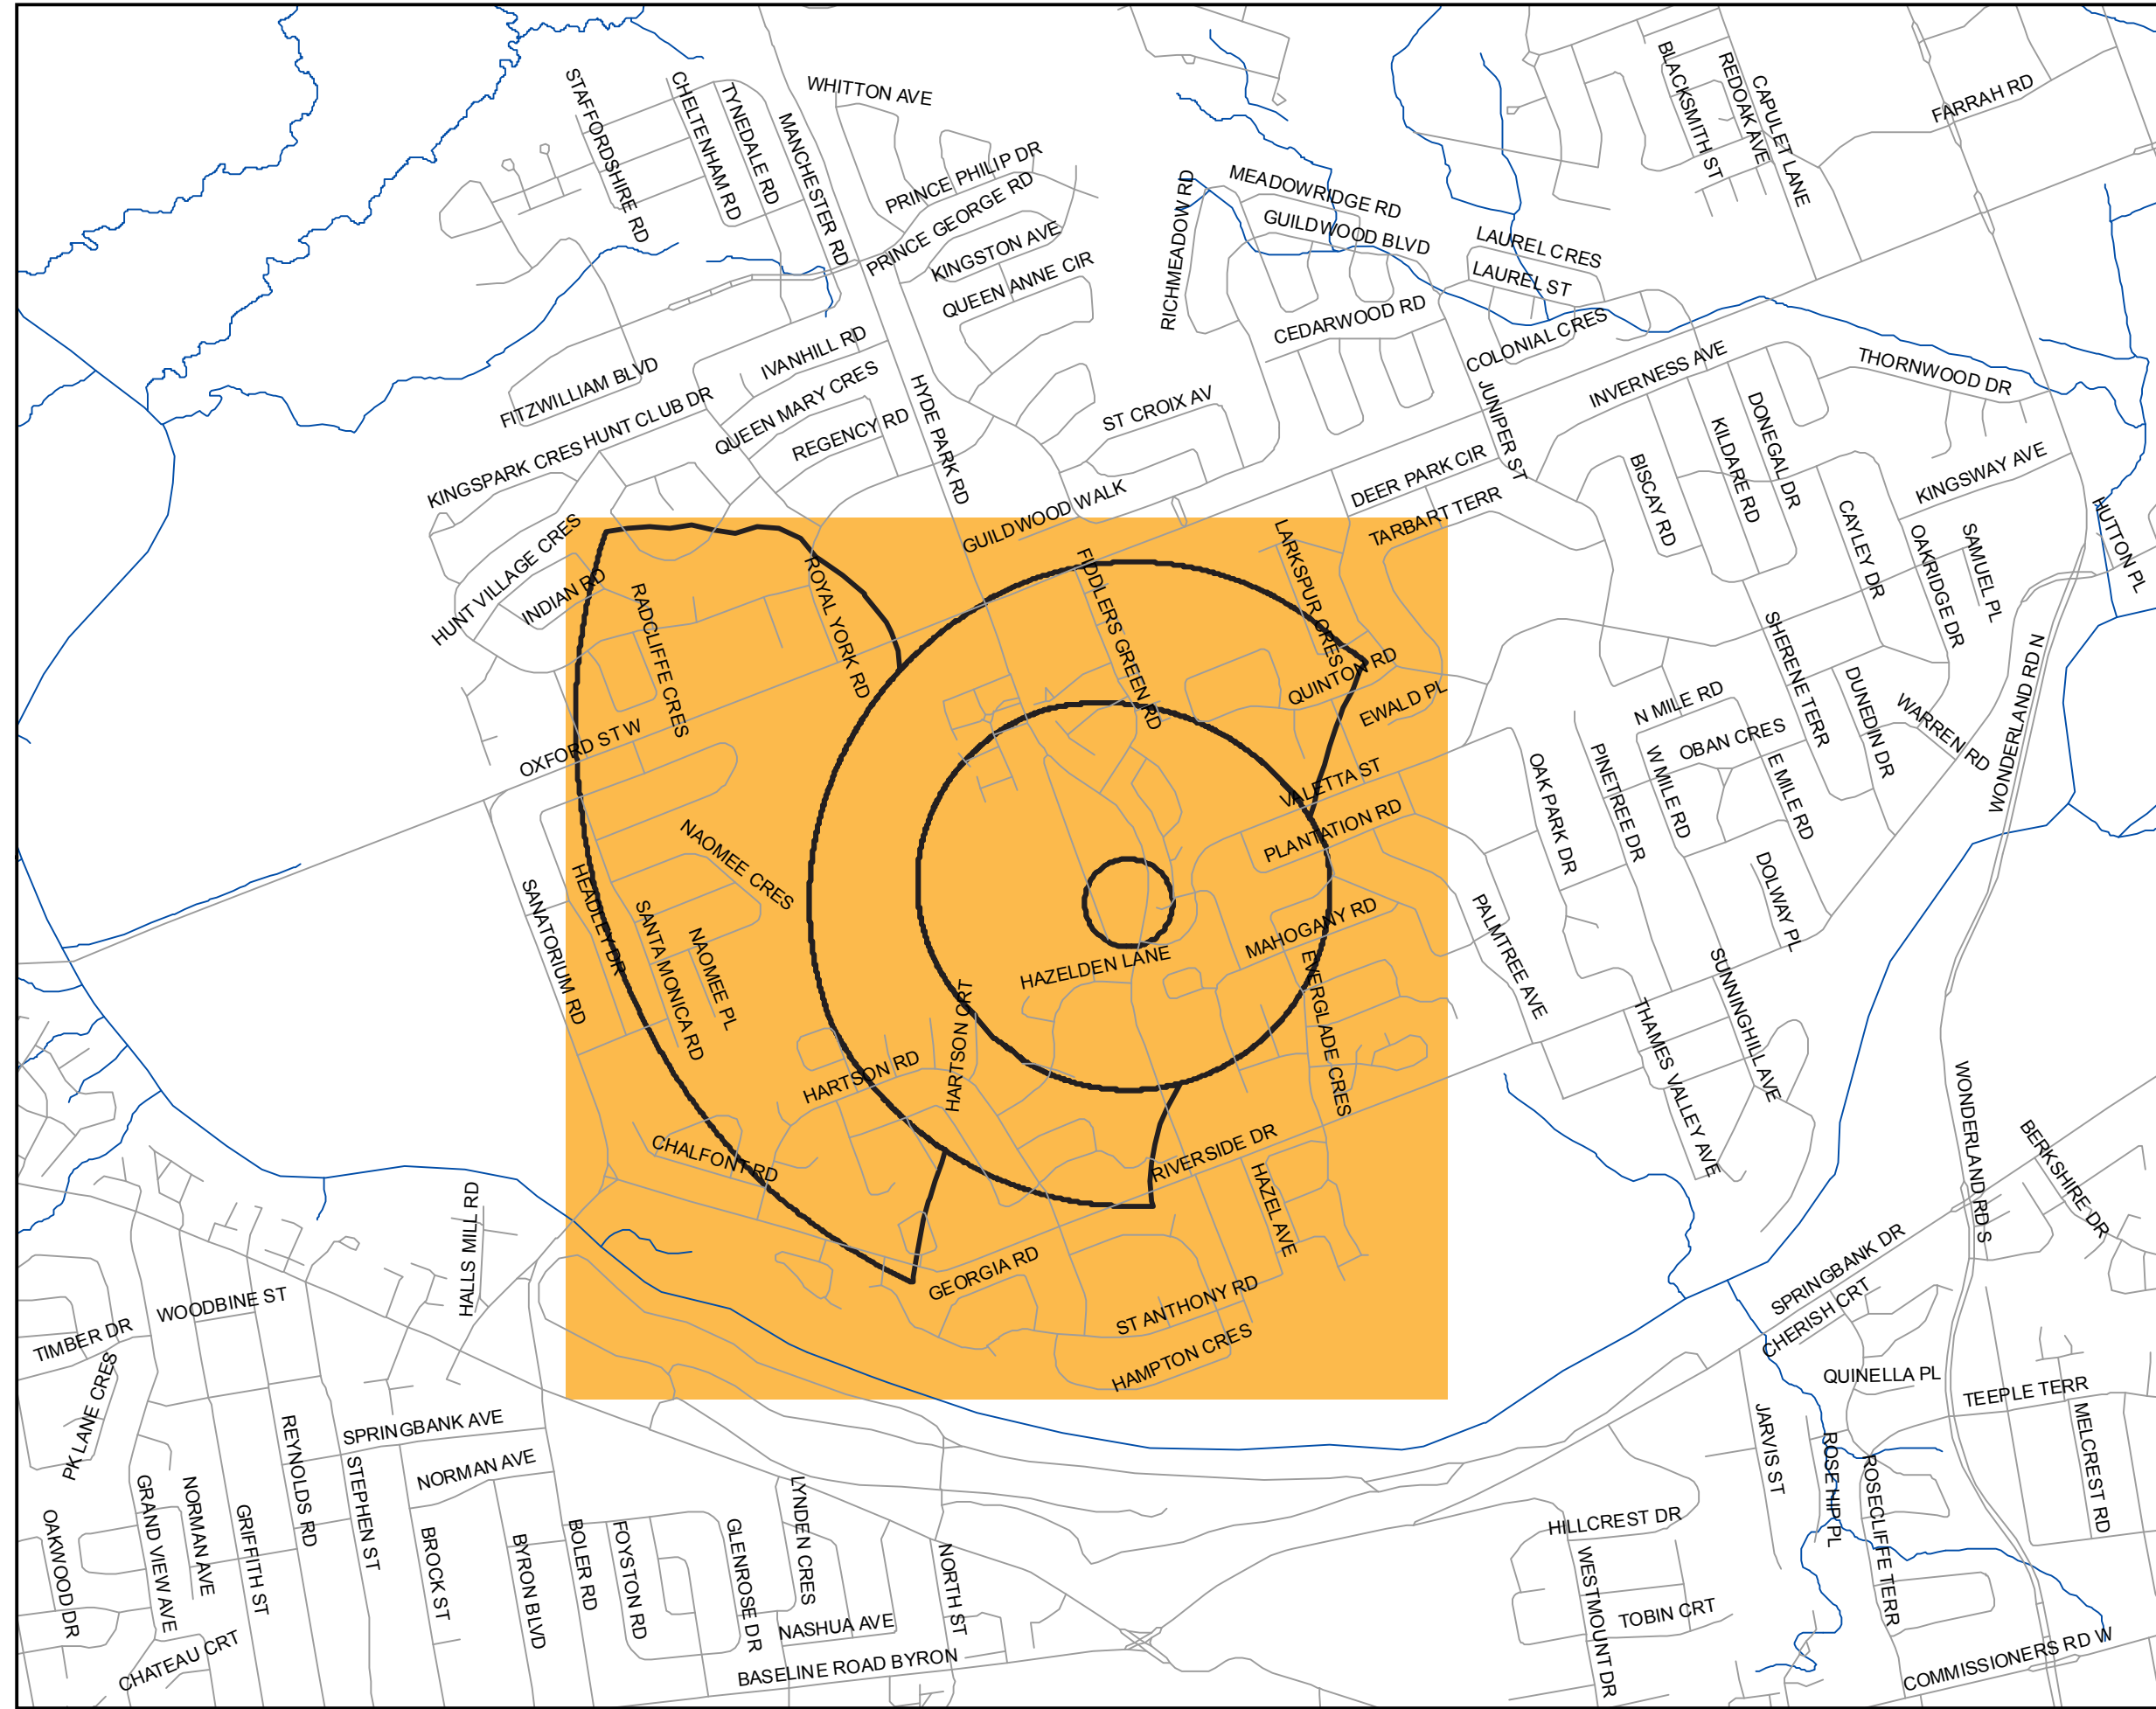 BLACKSMITH ST
REDOAK AVE
CAPULET LANE
FARRAH RD
STAFFORDSHIRE RD
CHELTENHAM RD
TYNEDALE RD
MANCHESTER RD
WHITTON AVE
PRINCE PHILIP DR
PRINCE GEORGE RD
KINGSTON AVE
QUEEN ANNE CIR
RICHMEADOW RD
MEADOWRIDGE RD
GUILDWOOD BLVD
LAUREL CRES
LAUREL ST
CEDARWOOD RD
COLONIAL CRES
INVERNESS AVE
THORNWOOD DR
FITZWILLIAM BLVD
IVANHILL RD
QUEEN MARY CRES
REGENCY RD
HYDE PARK RD
ST CROIX AV
JUNIPER ST
KINGSPARK CRES
HUNT CLUB DR
GUILDWOOD WALK
DEER PARK CIR
TARBART TERR
BISCAY RD
KILDARE RD
DONEGAL DR
CAYLEY DR
KINGSWAY AVE
OAKRIDGE DR
SAMUEL PL
HUTTON PL
HUNT VILLAGE CRES
INDIAN RD
RADCLIFFE CRES
ROYAL YORK RD
FIDDLERS GREEN RD
LARKSPUR CRES
QUINTON RD
EWALD PL
SHERENE TERR
DUNEDIN DR
WARREN RD
WONDERLAND RD N
N MILE RD
OBAN CRES
W MILE RD
E MILE RD
OXFORD ST W
VALETTA ST
PLANTATION RD
OAK PARK DR
PINETREE DR
DOLWAY PL
NAOMEE CRES
SANATORIUM RD
HEADLEY DR
SANTA MONICA RD
NAOMEE PL
HAZELDEN LANE
MAHOGANY RD
EVERGLADE CRES
PALMTREE AVE
SUNNINGHILL AVE
THAMES VALLEY AVE
HARTSON RD
HARTSON CRT
CHALFONT RD
RIVERSIDE DR
HAZEL AVE
GEORGIA RD
ST ANTHONY RD
HAMPTON CRES
WONDERLAND RD S
BERKSHIRE DR
SPRINGBANK DR
CHERISH CRT
QUINELLA PL
TEEPLE TERR
MELCREST RD
JARVIS ST
ROSEHIP PL
ROSECLIFFE TERR
HALLS MILL RD
WOODBINE ST
TIMBER DR
PK LANE CRES
SPRINGBANK AVE
NORMAN AVE
REYNOLDS RD
STEPHEN ST
GRAND VIEW AVE
NORMAN AVE
GRIFFITH ST
OAKWOOD DR
CHATEAU CRT
BROCK ST
BYRON BLVD
BOLER RD
FOYSTON RD
GLENROSE DR
LYNDEN CRES
NASHUA AVE
NORTH ST
BASELINE ROAD BYRON
HILLCREST DR
WESTMOUNT DR
TOBIN CRT
COMMISSIONERS RD W